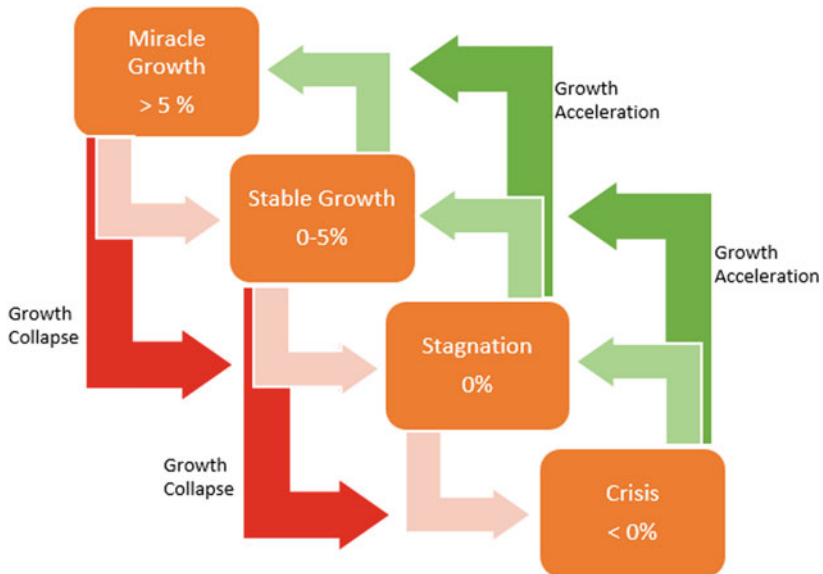 Miracle
Growth
> 5 %
Growth
Acceleration
Stable Growth
0-5%
Growth
Acceleration
Growth
Collapse
Stagnation
0%
Growth
Collapse
Crisis
< 0%